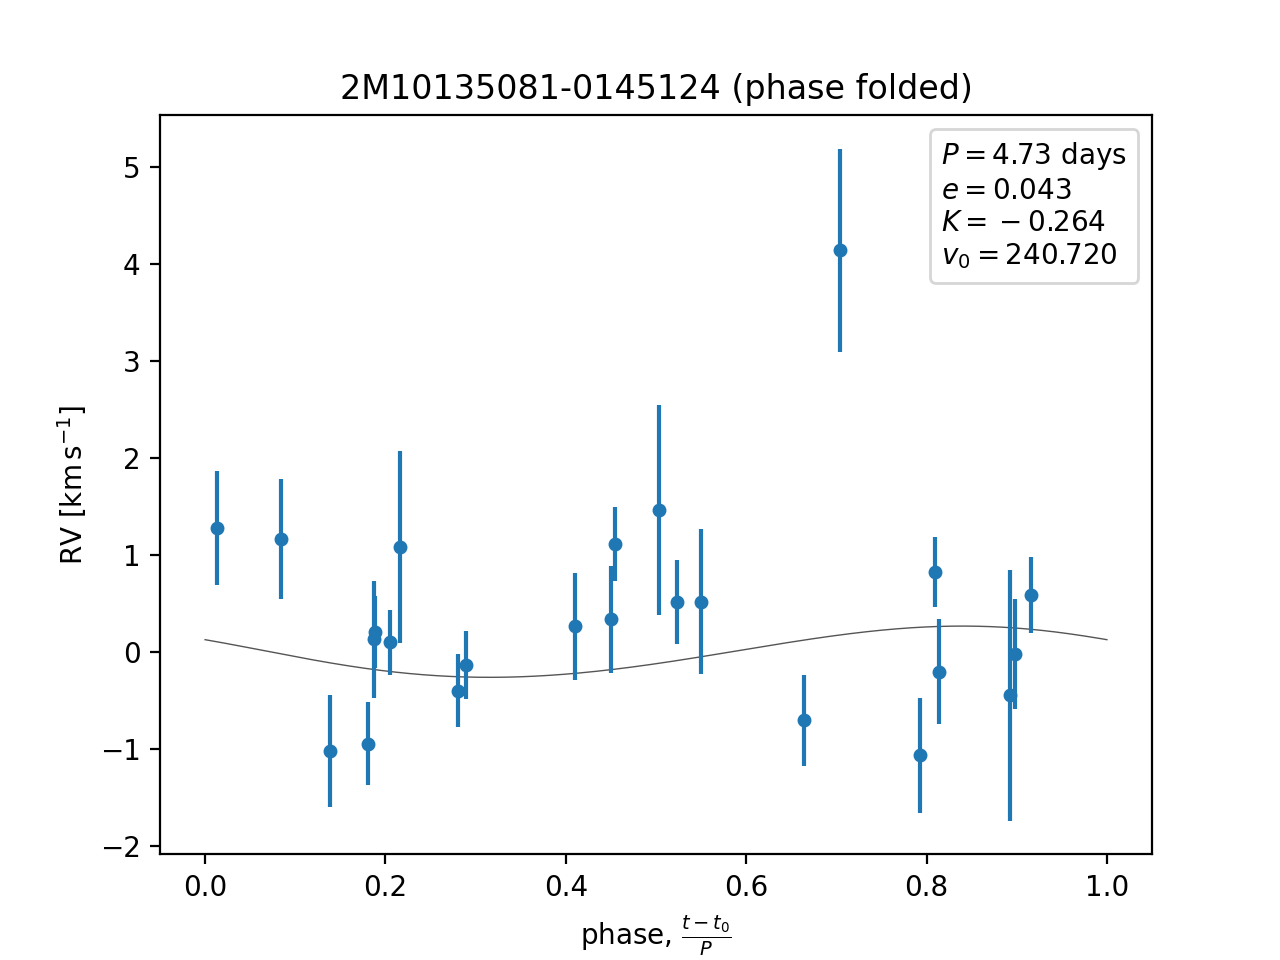 2M10135081-0145124 (phase folded)
P = 4.73 days
e = 0.043
K = −0.264
v₀ = 240.720
RV [km s⁻¹]
5
4
3
2
1
0
−1
−2
0.0 0.2 0.4 0.6 0.8 1.0
phase, (t − t₀)/P